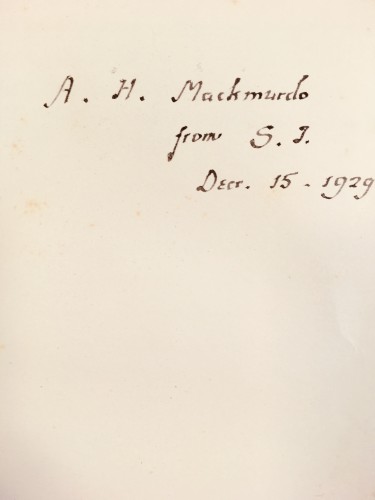 A. H. Mackmurdo
from S. I.
Decr. 15 - 1929